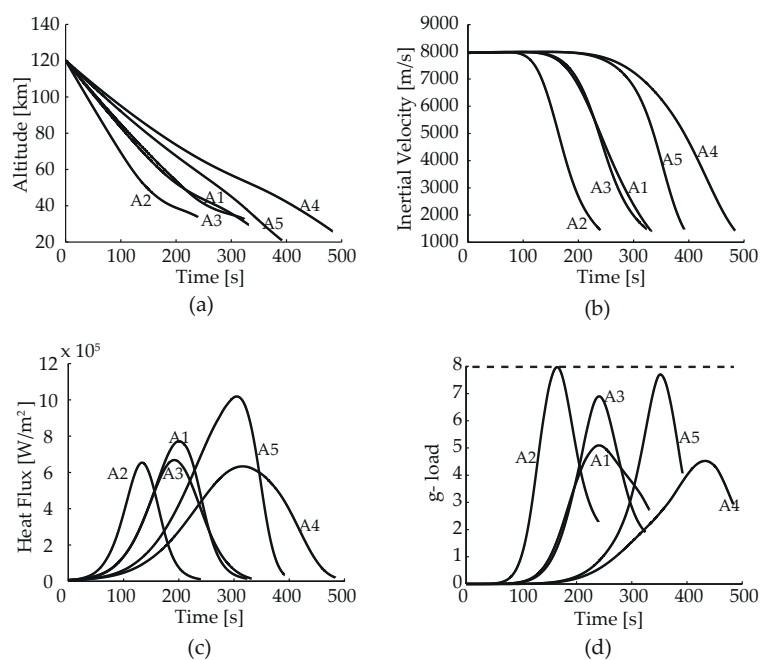 140
120
100
80
60
40
20
Altitude [km]
A2
A1
A3
A5
A4
0 100 200 300 400 500
Time [s]
(a)
9000
8000
7000
6000
5000
4000
3000
2000
1000
Inertial Velocity [m/s]
A2
A3
A1
A5
A4
0 100 200 300 400 500
Time [s]
(b)
x 10⁵
12
10
8
6
4
2
0
Heat Flux [W/m²]
A2
A1
A3
A5
A4
0 100 200 300 400 500
Time [s]
(c)
8
7
6
5
4
3
2
1
0
g- load
A2
A3
A1
A5
A4
0 100 200 300 400 500
Time [s]
(d)